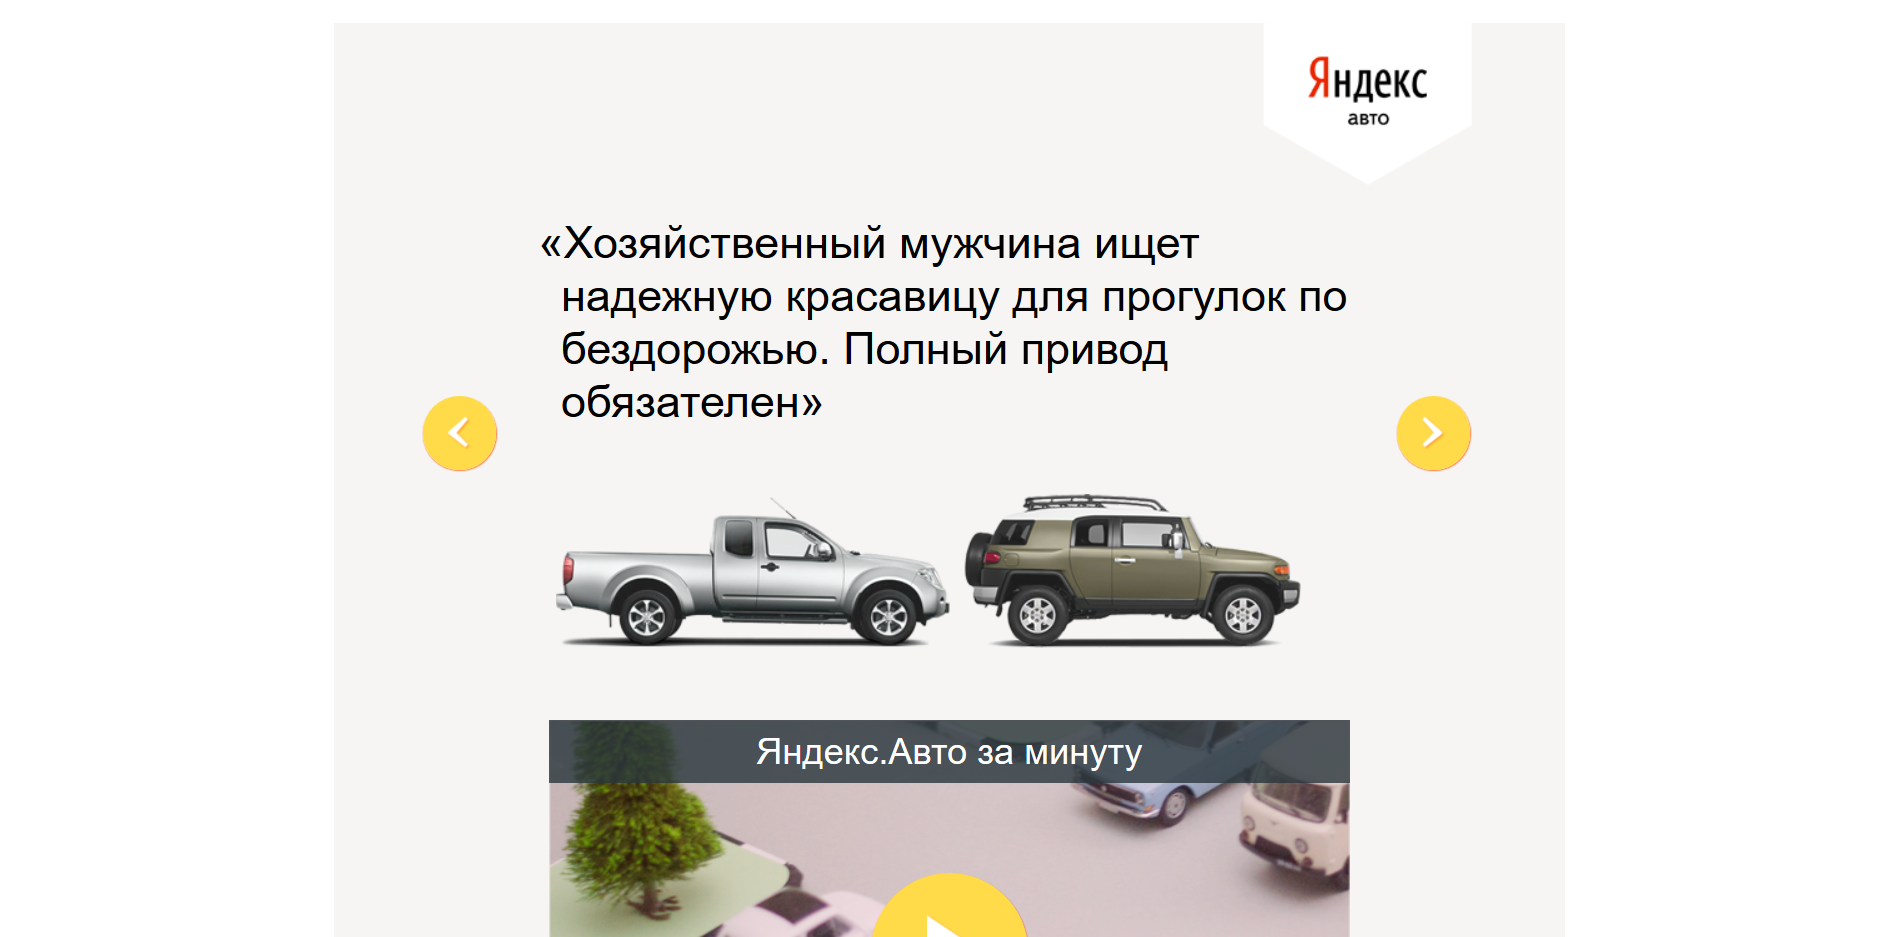 Яндекс
авто
«Хозяйственный мужчина ищет
надежную красавицу для прогулок по
бездорожью. Полный привод
обязателен»
Яндекс.Авто за минуту